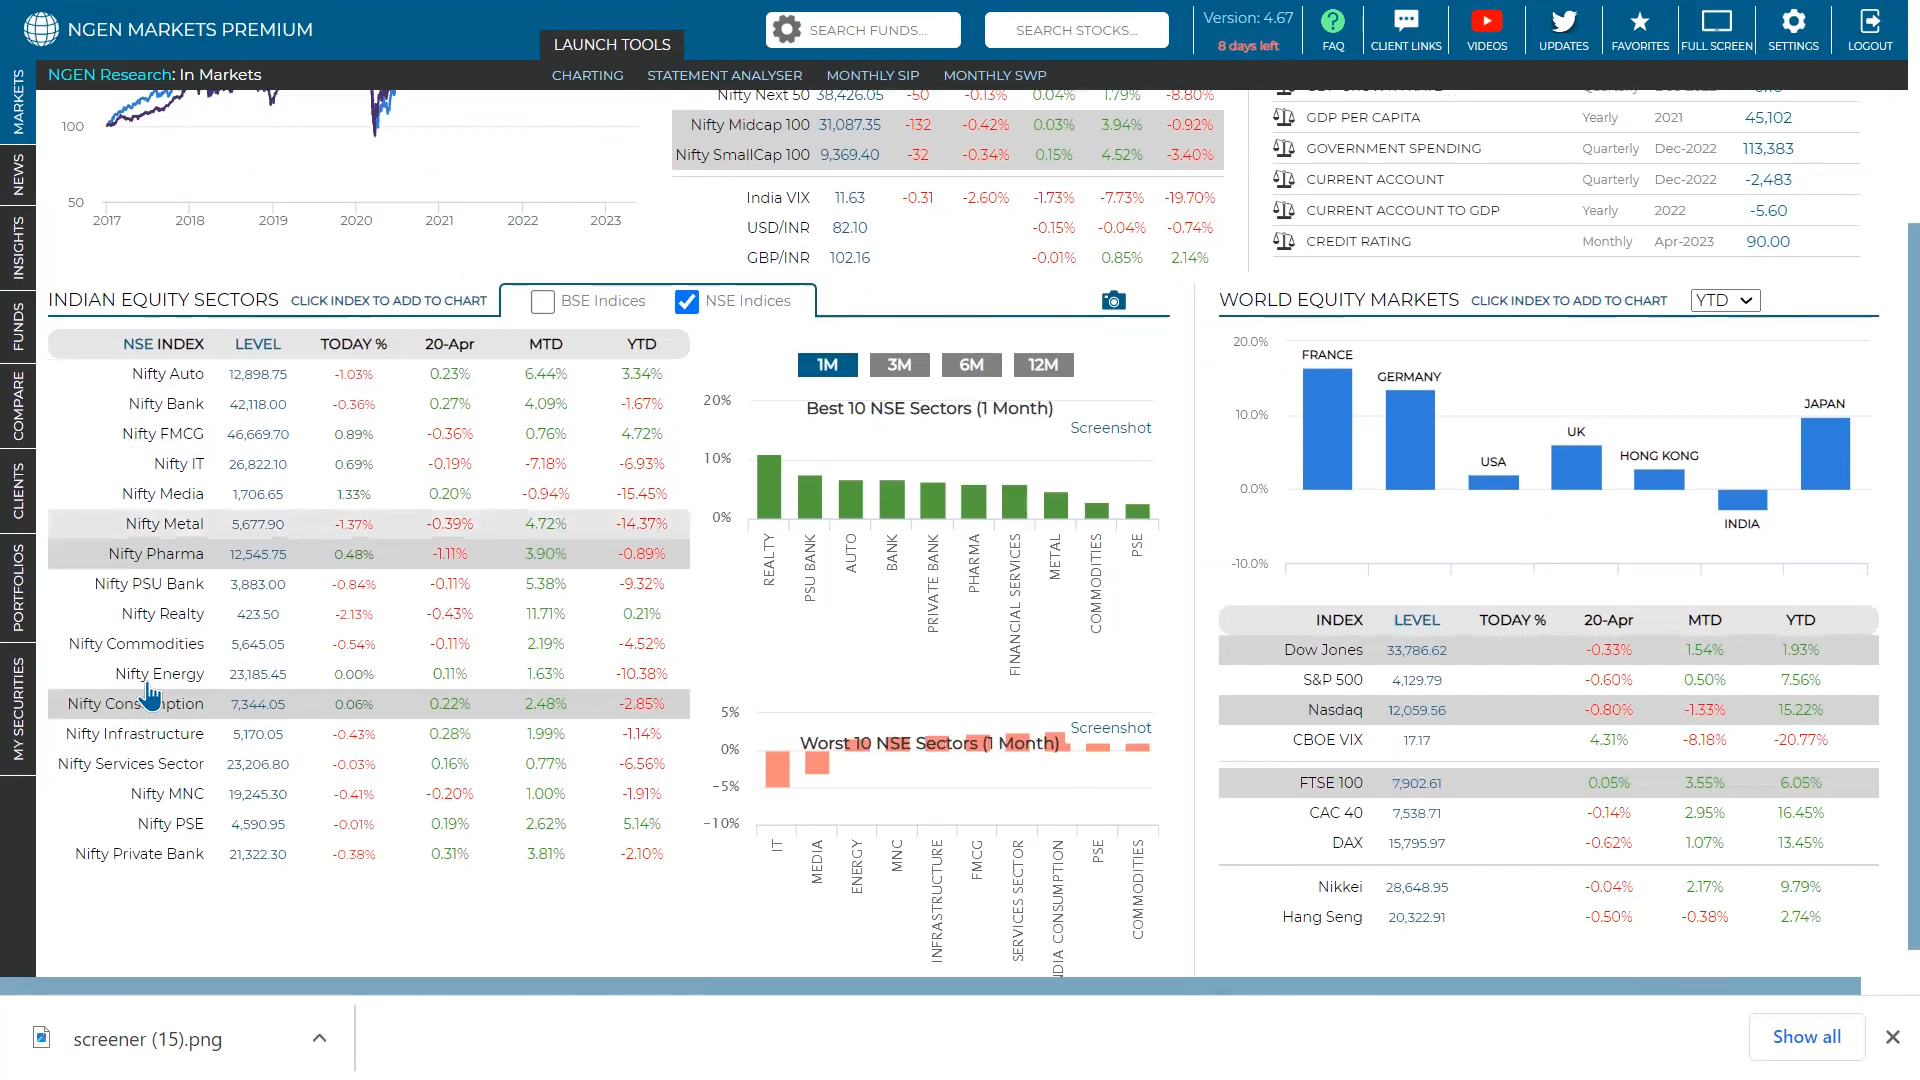 NGEN MARKETS PREMIUM
LAUNCH TOOLS
SEARCH FUNDS...
SEARCH STOCKS...
Version: 4.67
8 days left
FAQ
CLIENT LINKS
VIDEOS
UPDATES
FAVORITES
FULL SCREEN
SETTINGS
LOGOUT
NGEN Research: In Markets
CHARTING
STATEMENT ANALYSER
MONTHLY SIP
MONTHLY SWP
MARKETS
NEWS
INSIGHTS
FUNDS
COMPARE
CLIENTS
PORTFOLIOS
MY SECURITIES
100
50
2017 2018 2019 2020 2021 2022 2023
Nifty Next 50 38,426.05 -50 -0.13% 0.04% 1.79% -8.80%
Nifty Midcap 100 31,087.35 -132 -0.42% 0.03% 3.94% -0.92%
Nifty SmallCap 100 9,369.40 -32 -0.34% 0.15% 4.52% -3.40%
India VIX 11.63 -0.31 -2.60% -1.73% -7.73% -19.70%
USD/INR 82.10 -0.15% -0.04% -0.74%
GBP/INR 102.16 -0.01% 0.85% 2.14%
GDP PER CAPITA Yearly 2021 45,102
GOVERNMENT SPENDING Quarterly Dec-2022 113,383
CURRENT ACCOUNT Quarterly Dec-2022 -2,483
CURRENT ACCOUNT TO GDP Yearly 2022 -5.60
CREDIT RATING Monthly Apr-2023 90.00
INDIAN EQUITY SECTORS CLICK INDEX TO ADD TO CHART
BSE Indices
NSE Indices
NSE INDEX LEVEL TODAY % 20-Apr MTD YTD
Nifty Auto 12,898.75 -1.03% 0.23% 6.44% 3.34%
Nifty Bank 42,118.00 -0.36% 0.27% 4.09% -1.67%
Nifty FMCG 46,669.70 0.89% -0.36% 0.76% 4.72%
Nifty IT 26,822.10 0.69% -0.19% -7.18% -6.93%
Nifty Media 1,706.65 1.33% 0.20% -0.94% -15.45%
Nifty Metal 5,677.90 -1.37% -0.39% 4.72% -14.37%
Nifty Pharma 12,545.75 0.48% -1.11% 3.90% -0.89%
Nifty PSU Bank 3,883.00 -0.84% -0.11% 5.38% -9.32%
Nifty Realty 423.50 -2.13% -0.43% 11.71% 0.21%
Nifty Commodities 5,645.05 -0.54% -0.11% 2.19% -4.52%
Nifty Energy 23,185.45 0.00% 0.11% 1.63% -10.38%
Nifty Consumption 7,344.05 0.06% 0.22% 2.48% -2.85%
Nifty Infrastructure 5,170.05 -0.43% 0.28% 1.99% -1.14%
Nifty Services Sector 23,206.80 -0.03% 0.16% 0.77% -6.56%
Nifty MNC 19,245.30 -0.41% -0.20% 1.00% -1.91%
Nifty PSE 4,590.95 -0.01% 0.19% 2.62% 5.14%
Nifty Private Bank 21,322.30 -0.38% 0.31% 3.81% -2.10%
1M 3M 6M 12M
Best 10 NSE Sectors (1 Month)
Screenshot
20%
10%
0%
REALTY
PSU BANK
AUTO
BANK
PRIVATE BANK
PHARMA
FINANCIAL SERVICES
METAL
COMMODITIES
PSE
Worst 10 NSE Sectors (1 Month)
Screenshot
5%
0%
-5%
-10%
IT
MEDIA
ENERGY
MNC
INFRASTRUCTURE
FMCG
SERVICES SECTOR
NDIA CONSUMPTION
PSE
COMMODITIES
WORLD EQUITY MARKETS CLICK INDEX TO ADD TO CHART
YTD
20.0%
10.0%
0.0%
-10.0%
FRANCE
GERMANY
USA
UK
HONG KONG
INDIA
JAPAN
INDEX LEVEL TODAY % 20-Apr MTD YTD
Dow Jones 33,786.62 -0.33% 1.54% 1.93%
S&P 500 4,129.79 -0.60% 0.50% 7.56%
Nasdaq 12,059.56 -0.80% -1.33% 15.22%
CBOE VIX 17.17 4.31% -8.18% -20.77%
FTSE 100 7,902.61 0.05% 3.55% 6.05%
CAC 40 7,538.71 -0.14% 2.95% 16.45%
DAX 15,795.97 -0.62% 1.07% 13.45%
Nikkei 28,648.95 -0.04% 2.17% 9.79%
Hang Seng 20,322.91 -0.50% -0.38% 2.74%
screener (15).png
Show all